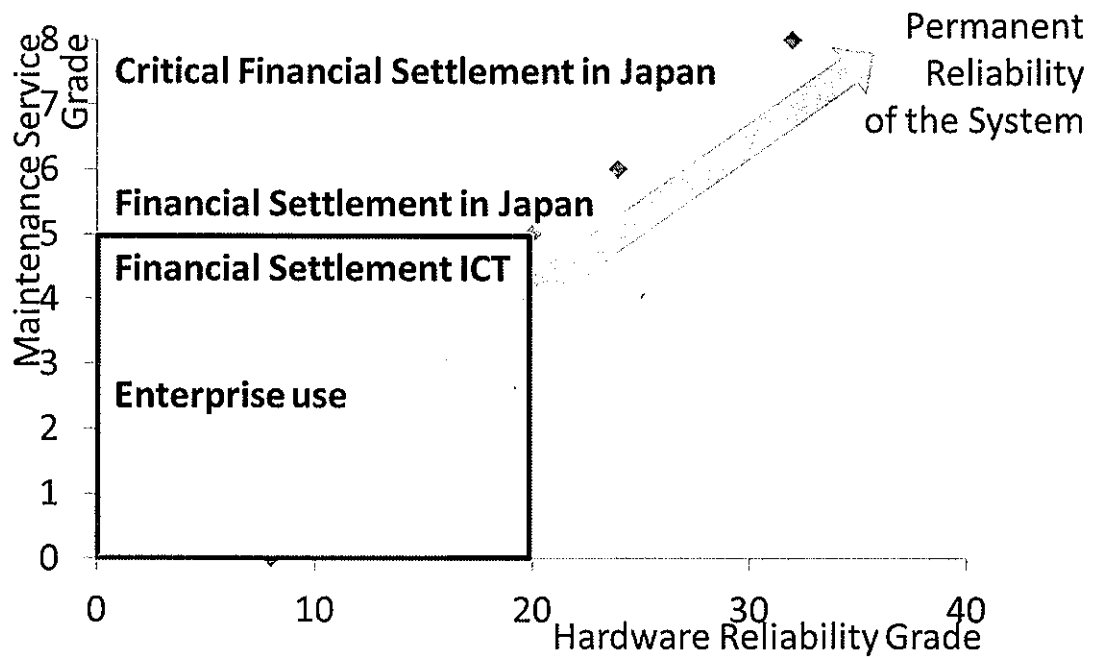 Maintenance Service
Grade
8
7
6
5
4
3
2
1
0
Critical Financial Settlement in Japan
Financial Settlement in Japan
Financial Settlement ICT
Enterprise use
Permanent
Reliability
of the System
0 10 20 30 40
Hardware Reliability Grade